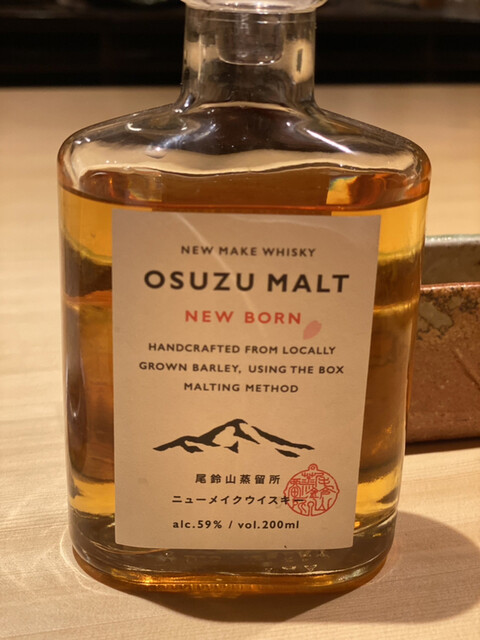 NEW MAKE WHISKY
OSUZU MALT
NEW BORN
HANDCRAFTED FROM LOCALLY
GROWN BARLEY, USING THE BOX
MALTING METHOD
尾鈴山蒸留所
ニューメイクウイスキー
alc.59% / vol.200ml